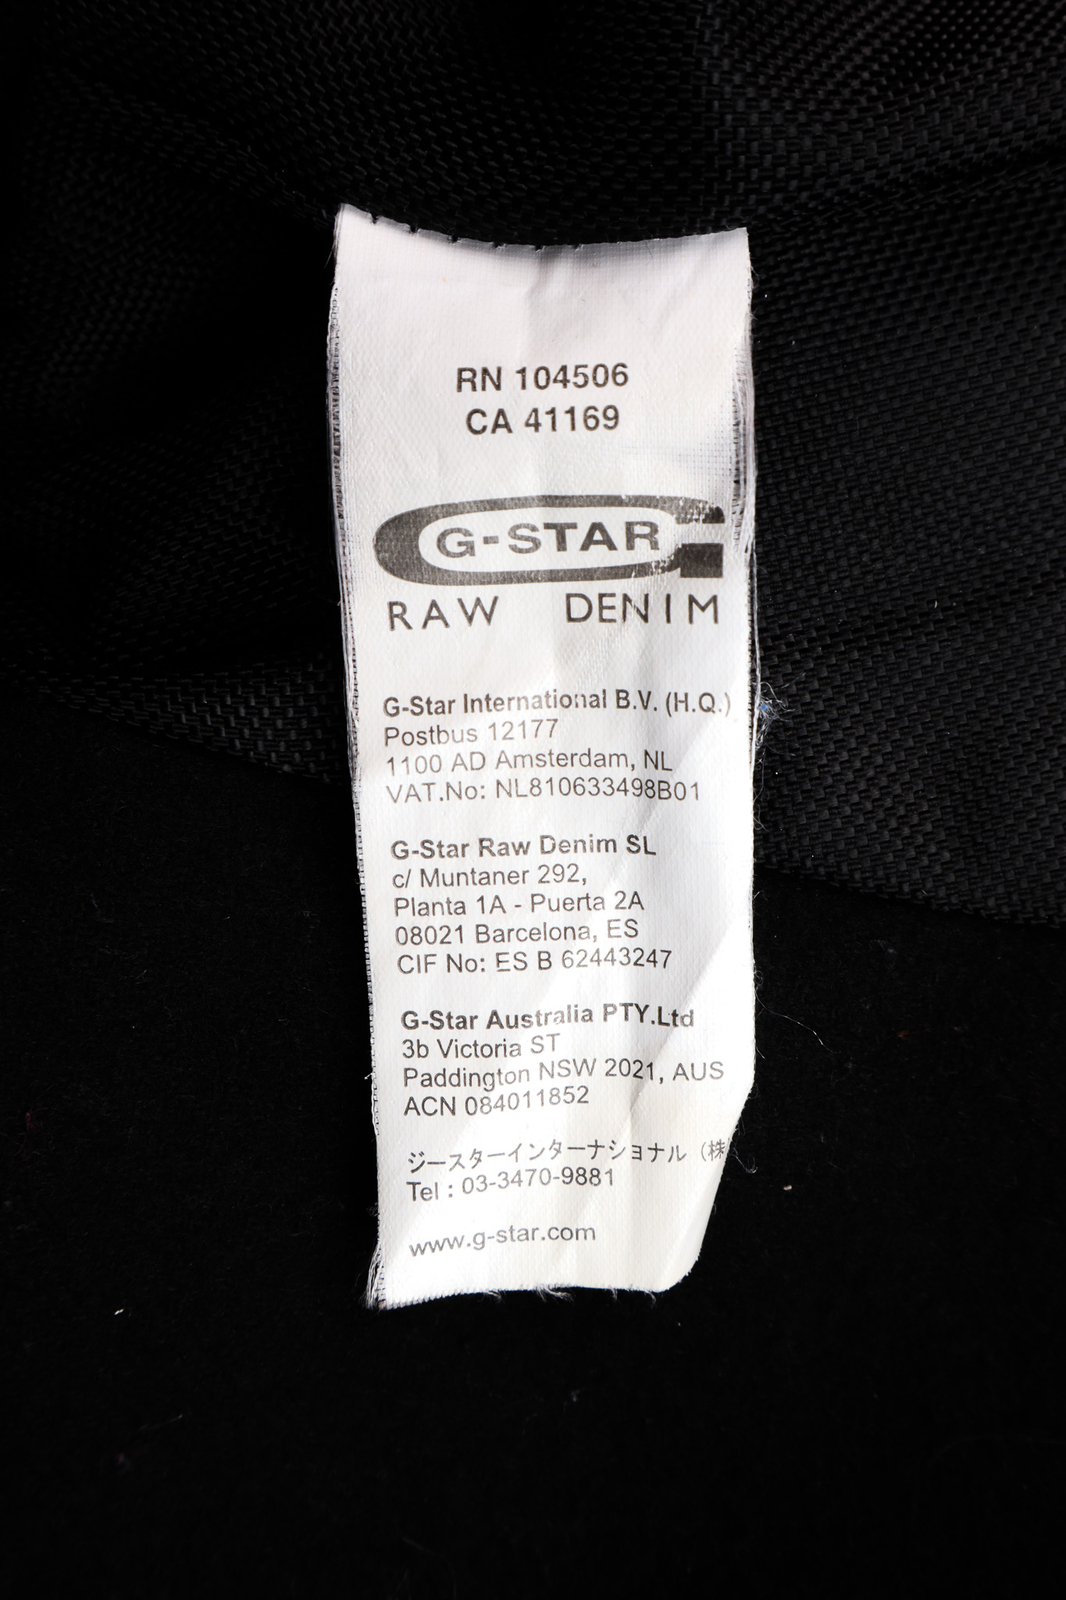 RN 104506
CA 41169
G-STAR
RAW DENIM
G-Star International B.V. (H.Q.)
Postbus 12177
1100 AD Amsterdam, NL
VAT.No: NL810633498B01
G-Star Raw Denim SL
c/ Muntaner 292,
Planta 1A - Puerta 2A
08021 Barcelona, ES
CIF No: ES B 62443247
G-Star Australia PTY.Ltd
3b Victoria ST
Paddington NSW 2021, AUS
ACN 084011852
ジースターインターナショナル（株
Tel : 03-3470-9881
www.g-star.com